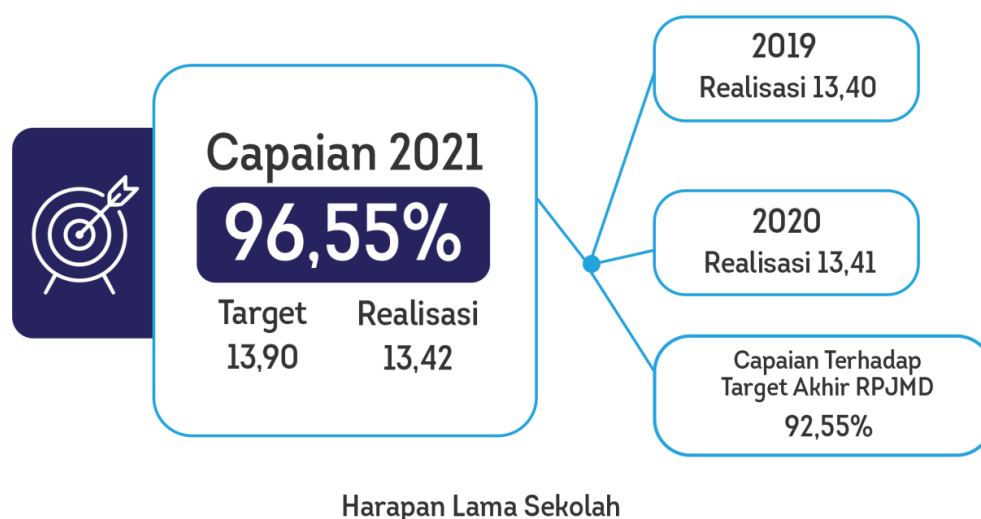 Capaian 2021
96,55%
Target
13,90
Realisasi
13,42
2019
Realisasi 13,40
2020
Realisasi 13,41
Capaian Terhadap
Target Akhir RPJMD
92,55%
Harapan Lama Sekolah